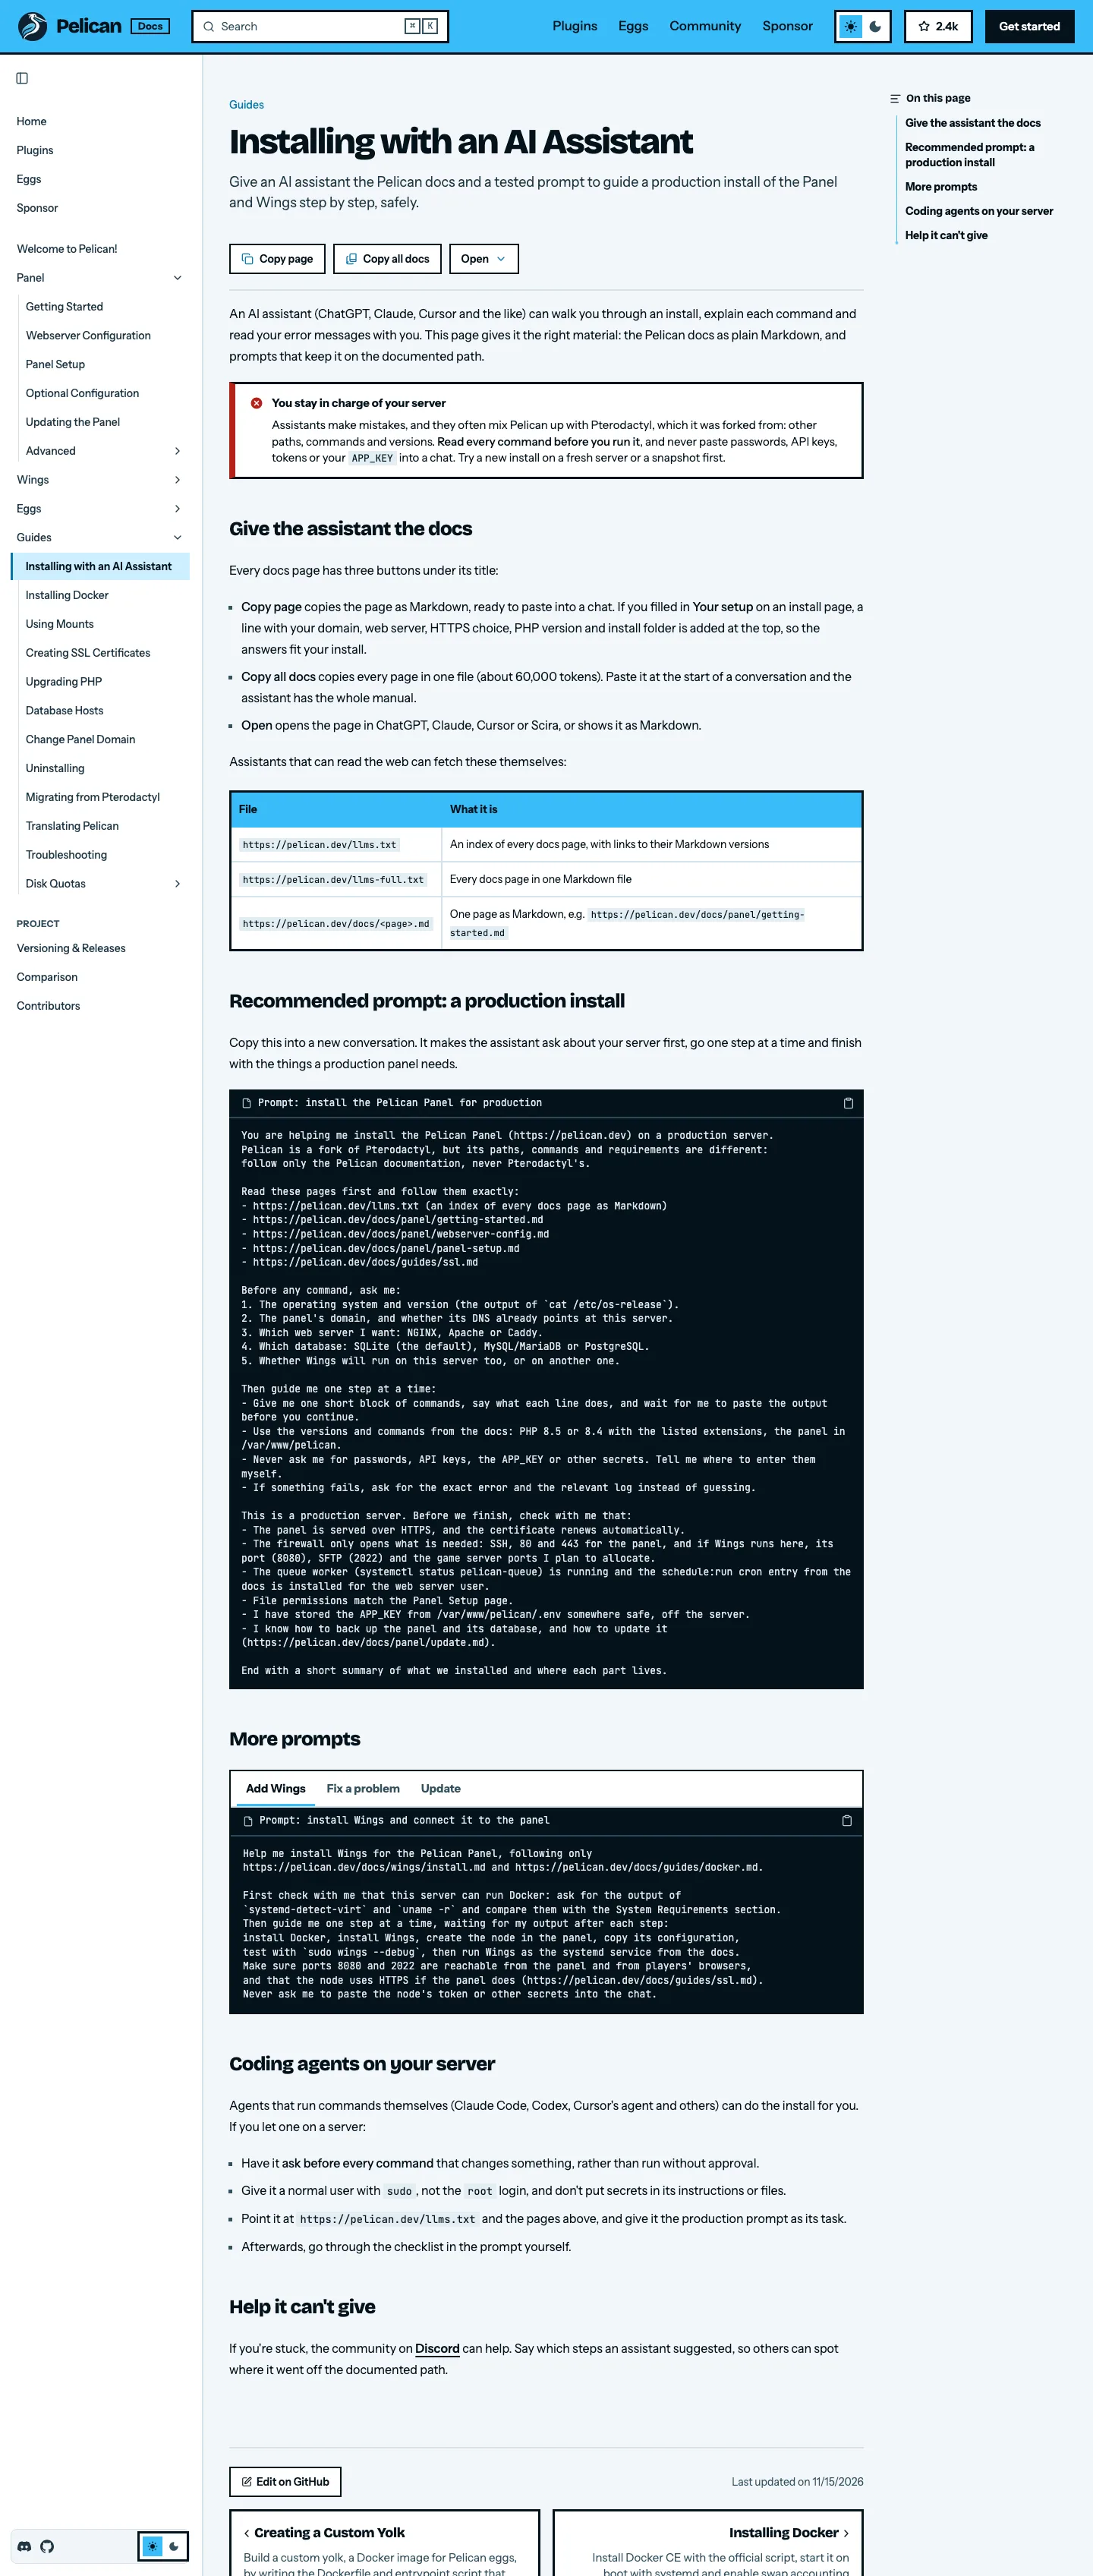 Pelican Docs
Search
⌘ K
Plugins
Eggs
Community
Sponsor
2.4k
Get started
Home
Plugins
Eggs
Sponsor
Welcome to Pelican!
Panel
Getting Started
Webserver Configuration
Panel Setup
Optional Configuration
Updating the Panel
Advanced
Wings
Eggs
Guides
Installing with an AI Assistant
Installing Docker
Using Mounts
Creating SSL Certificates
Upgrading PHP
Database Hosts
Change Panel Domain
Uninstalling
Migrating from Pterodactyl
Translating Pelican
Troubleshooting
Disk Quotas
PROJECT
Versioning & Releases
Comparison
Contributors
Guides
Installing with an AI Assistant
Give an AI assistant the Pelican docs and a tested prompt to guide a production install of the Panel
and Wings step by step, safely.
Copy page
Copy all docs
Open
An AI assistant (ChatGPT, Claude, Cursor and the like) can walk you through an install, explain each command and
read your error messages with you. This page gives it the right material: the Pelican docs as plain Markdown, and
prompts that keep it on the documented path.
You stay in charge of your server
Assistants make mistakes, and they often mix Pelican up with Pterodactyl, which it was forked from: other
paths, commands and versions. Read every command before you run it, and never paste passwords, API keys,
tokens or your APP_KEY into a chat. Try a new install on a fresh server or a snapshot first.
Give the assistant the docs
Every docs page has three buttons under its title:
Copy page copies the page as Markdown, ready to paste into a chat. If you filled in Your setup on an install page, a
line with your domain, web server, HTTPS choice, PHP version and install folder is added at the top, so the
answers fit your install.
Copy all docs copies every page in one file (about 60,000 tokens). Paste it at the start of a conversation and the
assistant has the whole manual.
Open opens the page in ChatGPT, Claude, Cursor or Scira, or shows it as Markdown.
Assistants that can read the web can fetch these themselves:
File
What it is
https://pelican.dev/llms.txt
An index of every docs page, with links to their Markdown versions
https://pelican.dev/llms-full.txt
Every docs page in one Markdown file
https://pelican.dev/docs/<page>.md
One page as Markdown, e.g. https://pelican.dev/docs/panel/getting-
started.md
Recommended prompt: a production install
Copy this into a new conversation. It makes the assistant ask about your server first, go one step at a time and finish
with the things a production panel needs.
Prompt: install the Pelican Panel for production
You are helping me install the Pelican Panel (https://pelican.dev) on a production server.
Pelican is a fork of Pterodactyl, but its paths, commands and requirements are different:
follow only the Pelican documentation, never Pterodactyl's.
Read these pages first and follow them exactly:
- https://pelican.dev/llms.txt (an index of every docs page as Markdown)
- https://pelican.dev/docs/panel/getting-started.md
- https://pelican.dev/docs/panel/webserver-config.md
- https://pelican.dev/docs/panel/panel-setup.md
- https://pelican.dev/docs/guides/ssl.md
Before any command, ask me:
1. The operating system and version (the output of `cat /etc/os-release`).
2. The panel's domain, and whether its DNS already points at this server.
3. Which web server I want: NGINX, Apache or Caddy.
4. Which database: SQLite (the default), MySQL/MariaDB or PostgreSQL.
5. Whether Wings will run on this server too, or on another one.
Then guide me one step at a time:
- Give me one short block of commands, say what each line does, and wait for me to paste the output
before you continue.
- Use the versions and commands from the docs: PHP 8.5 or 8.4 with the listed extensions, the panel in
/var/www/pelican.
- Never ask me for passwords, API keys, the APP_KEY or other secrets. Tell me where to enter them
myself.
- If something fails, ask for the exact error and the relevant log instead of guessing.
This is a production server. Before we finish, check with me that:
- The panel is served over HTTPS, and the certificate renews automatically.
- The firewall only opens what is needed: SSH, 80 and 443 for the panel, and if Wings runs here, its
port (8080), SFTP (2022) and the game server ports I plan to allocate.
- The queue worker (systemctl status pelican-queue) is running and the schedule:run cron entry from the
docs is installed for the web server user.
- File permissions match the Panel Setup page.
- I have stored the APP_KEY from /var/www/pelican/.env somewhere safe, off the server.
- I know how to back up the panel and its database, and how to update it
(https://pelican.dev/docs/panel/update.md).
End with a short summary of what we installed and where each part lives.
More prompts
Add Wings
Fix a problem
Update
Prompt: install Wings and connect it to the panel
Help me install Wings for the Pelican Panel, following only
https://pelican.dev/docs/wings/install.md and https://pelican.dev/docs/guides/docker.md.
First check with me that this server can run Docker: ask for the output of
`systemd-detect-virt` and `uname -r` and compare them with the System Requirements section.
Then guide me one step at a time, waiting for my output after each step:
install Docker, install Wings, create the node in the panel, copy its configuration,
test with `sudo wings --debug`, then run Wings as the systemd service from the docs.
Make sure ports 8080 and 2022 are reachable from the panel and from players' browsers,
and that the node uses HTTPS if the panel does (https://pelican.dev/docs/guides/ssl.md).
Never ask me to paste the node's token or other secrets into the chat.
Coding agents on your server
Agents that run commands themselves (Claude Code, Codex, Cursor's agent and others) can do the install for you.
If you let one on a server:
Have it ask before every command that changes something, rather than run without approval.
Give it a normal user with sudo, not the root login, and don't put secrets in its instructions or files.
Point it at https://pelican.dev/llms.txt and the pages above, and give it the production prompt as its task.
Afterwards, go through the checklist in the prompt yourself.
Help it can't give
If you're stuck, the community on Discord can help. Say which steps an assistant suggested, so others can spot
where it went off the documented path.
Edit on GitHub
Last updated on 11/15/2026
Creating a Custom Yolk
Build a custom yolk, a Docker image for Pelican eggs,
by writing the Dockerfile and entrypoint script that
Installing Docker
Install Docker CE with the official script, start it on
boot with systemd and enable swap accounting
On this page
Give the assistant the docs
Recommended prompt: a
production install
More prompts
Coding agents on your server
Help it can't give